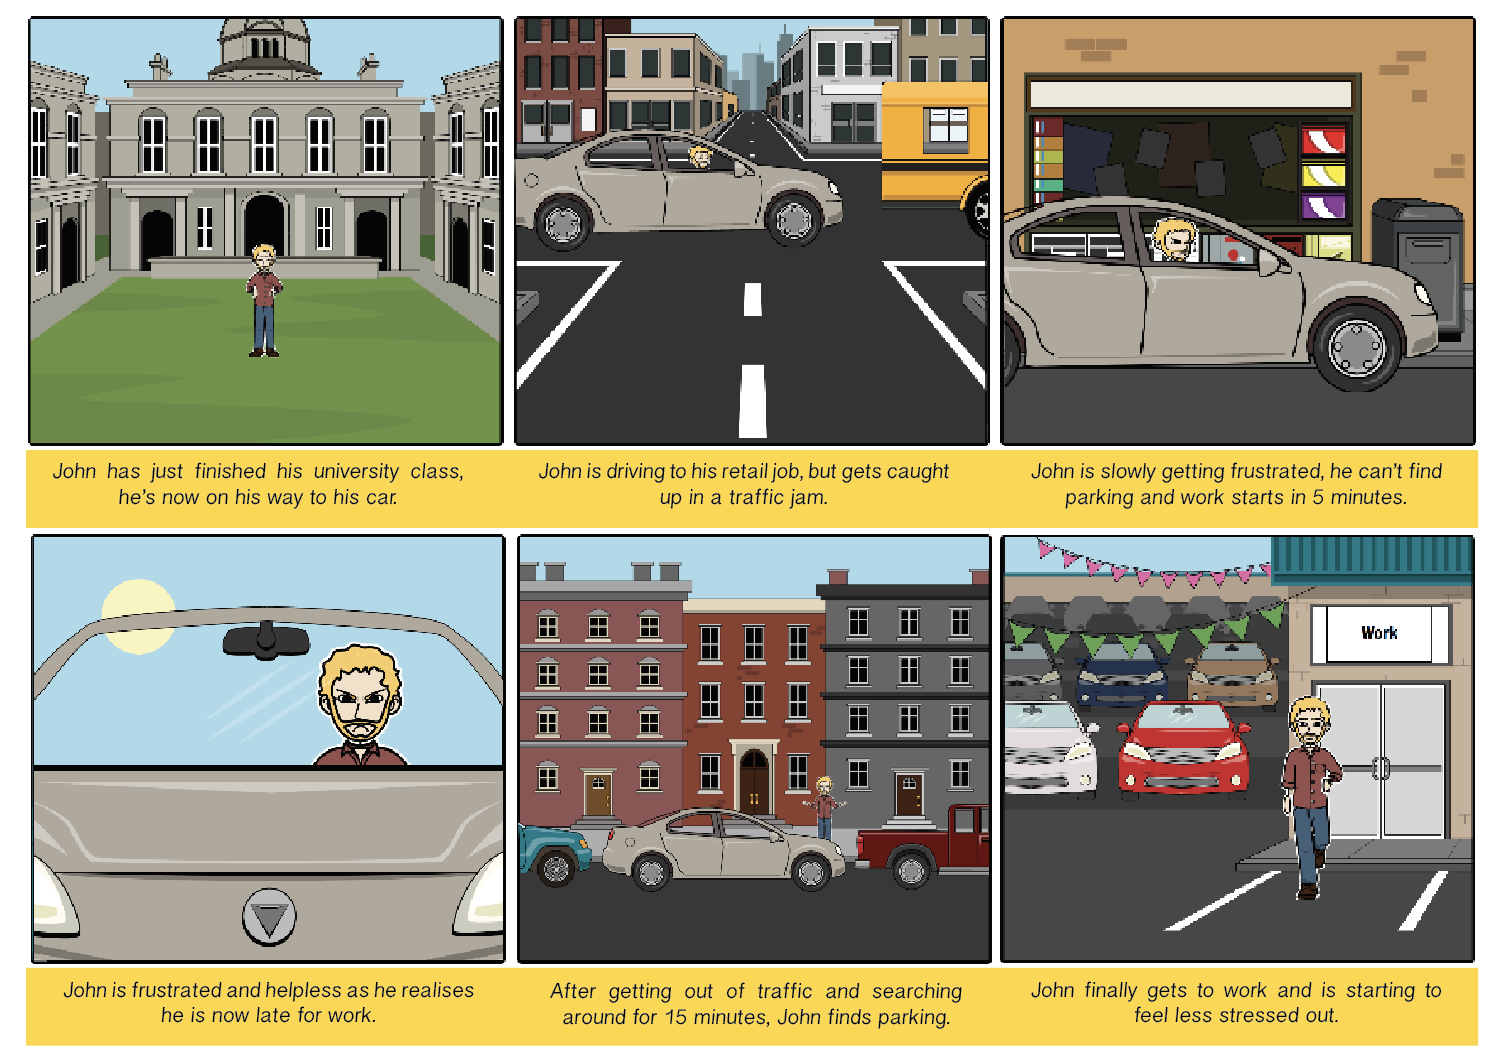 John has just finished his university class,
he's now on his way to his car.
John is driving to his retail job, but gets caught
up in a traffic jam.
John is slowly getting frustrated, he can't find
parking and work starts in 5 minutes.
John is frustrated and helpless as he realises
he is now late for work.
After getting out of traffic and searching
around for 15 minutes, John finds parking.
Work
John finally gets to work and is starting to
feel less stressed out.